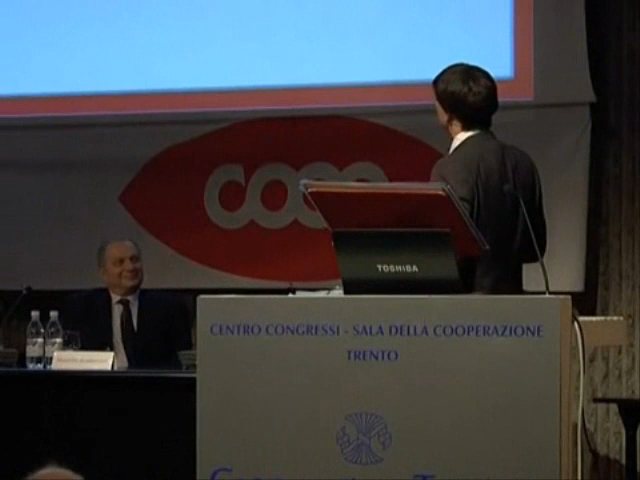 coop
TOSHIBA
CENTRO CONGRESSI - SALA DELLA COOPERAZIONE
TRENTO